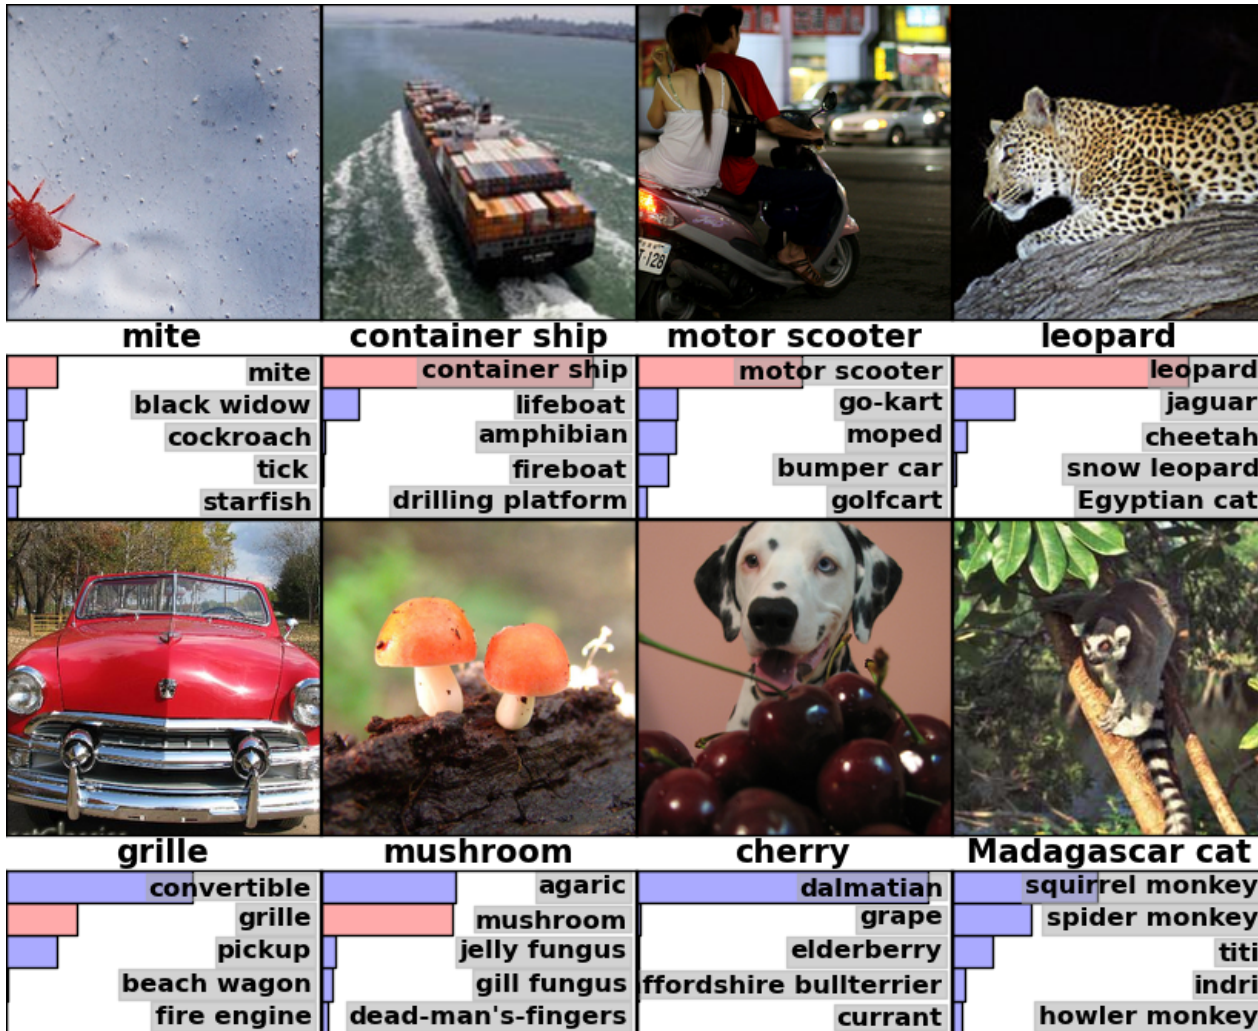 T·128
mite
container ship
motor scooter
leopard
mite
black widow
cockroach
tick
starfish
container ship
lifeboat
amphibian
fireboat
drilling platform
motor scooter
go-kart
moped
bumper car
golfcart
leopard
jaguar
cheetah
snow leopard
Egyptian cat
grille
mushroom
cherry
Madagascar cat
convertible
grille
pickup
beach wagon
fire engine
agaric
mushroom
jelly fungus
gill fungus
dead-man's-fingers
dalmatian
grape
elderberry
ffordshire bullterrier
currant
squirrel monkey
spider monkey
titi
indri
howler monkey